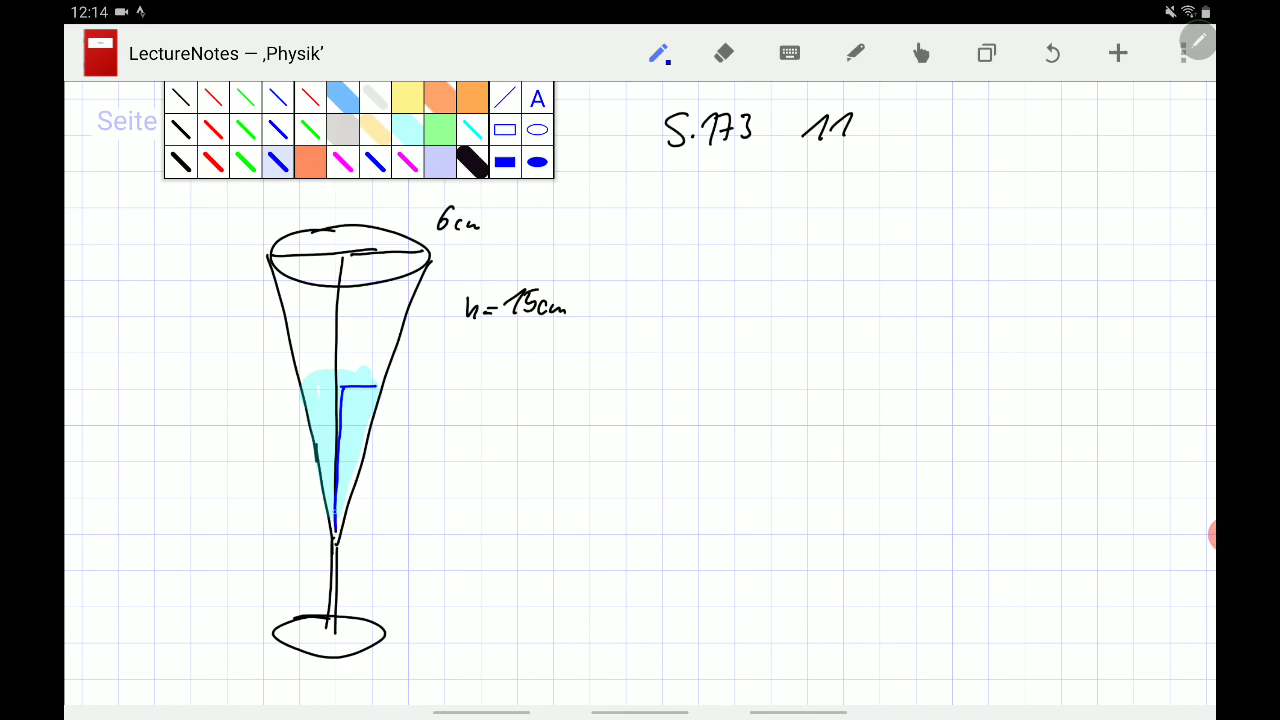 12:14
LectureNotes — ‚Physik’
A
Seite
S. 173 11
6cm
h = 15cm